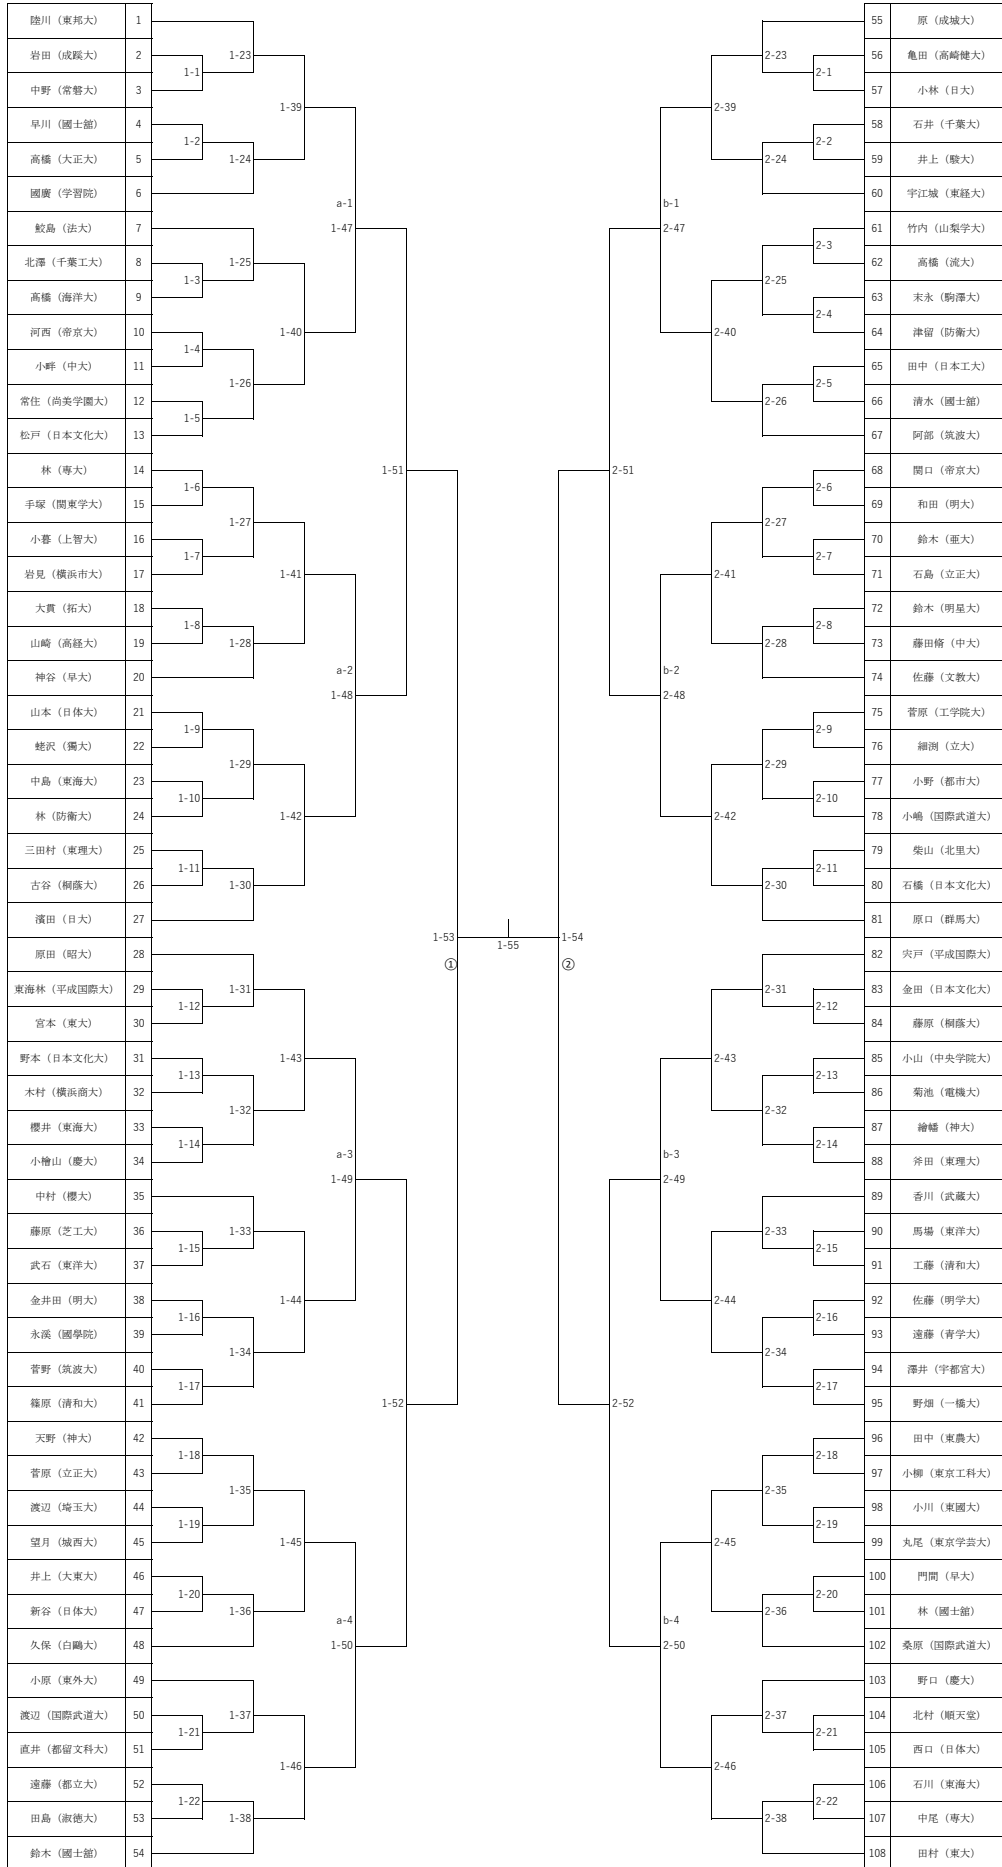 陸川（東邦大） 1
岩田（成蹊大） 2
中野（常磐大） 3
早川（國士舘） 4
高橋（大正大） 5
國廣（学習院） 6
鮫島（法大） 7
北澤（千葉工大） 8
髙橋（海洋大） 9
河西（帝京大） 10
小畔（中大） 11
常住（尚美学園大） 12
松戸（日本文化大） 13
林（専大） 14
手塚（関東学大） 15
小暮（上智大） 16
岩見（横浜市大） 17
大貫（拓大） 18
山崎（高経大） 19
神谷（早大） 20
山本（日体大） 21
蛯沢（獨大） 22
中島（東海大） 23
林（防衞大） 24
三田村（東理大） 25
古谷（桐蔭大） 26
濱田（日大） 27
原田（昭大） 28
東海林（平成国際大） 29
宮本（東大） 30
野本（日本文化大） 31
木村（横浜商大） 32
櫻井（東海大） 33
小檜山（慶大） 34
中村（櫻大） 35
藤原（芝工大） 36
武石（東洋大） 37
金井田（明大） 38
永溪（國學院） 39
菅野（筑波大） 40
篠原（清和大） 41
天野（神大） 42
菅原（立正大） 43
渡辺（埼玉大） 44
望月（城西大） 45
井上（大東大） 46
新谷（日体大） 47
久保（白鷗大） 48
小原（東外大） 49
渡辺（国際武道大） 50
直井（都留文科大） 51
遠藤（都立大） 52
田島（淑徳大） 53
鈴木（國士舘） 54
1-1
1-2
1-3
1-4
1-5
1-6
1-7
1-8
1-9
1-10
1-11
1-12
1-13
1-14
1-15
1-16
1-17
1-18
1-19
1-20
1-21
1-22
1-23
1-24
1-25
1-26
1-27
1-28
1-29
1-30
1-31
1-32
1-33
1-34
1-35
1-36
1-37
1-38
1-39
1-40
1-41
1-42
1-43
1-44
1-45
1-46
a-1
1-47
a-2
1-48
a-3
1-49
a-4
1-50
1-51
1-52
1-53
①
1-55
1-54
②
2-51
2-52
b-1
2-47
b-2
2-48
b-3
2-49
b-4
2-50
2-39
2-40
2-41
2-42
2-43
2-44
2-45
2-46
2-23
2-24
2-25
2-26
2-27
2-28
2-29
2-30
2-31
2-32
2-33
2-34
2-35
2-36
2-37
2-38
2-1
2-2
2-3
2-4
2-5
2-6
2-7
2-8
2-9
2-10
2-11
2-12
2-13
2-14
2-15
2-16
2-17
2-18
2-19
2-20
2-21
2-22
55 原（成城大）
56 亀田（高崎健大）
57 小林（日大）
58 石井（千葉大）
59 井上（駿大）
60 宇江城（東経大）
61 竹内（山梨学大）
62 高橋（流大）
63 末永（駒澤大）
64 津留（防衞大）
65 田中（日本工大）
66 清水（國士舘）
67 阿部（筑波大）
68 関口（帝京大）
69 和田（明大）
70 鈴木（亜大）
71 石島（立正大）
72 鈴木（明星大）
73 藤田脩（中大）
74 佐藤（文教大）
75 菅原（工学院大）
76 細渕（立大）
77 小野（都市大）
78 小嶋（国際武道大）
79 柴山（北里大）
80 石橋（日本文化大）
81 原口（群馬大）
82 宍戸（平成国際大）
83 金田（日本文化大）
84 藤原（桐蔭大）
85 小山（中央学院大）
86 菊池（電機大）
87 繪幡（神大）
88 斧田（東理大）
89 香川（武蔵大）
90 馬場（東洋大）
91 工藤（清和大）
92 佐藤（明学大）
93 遠藤（青学大）
94 澤井（宇都宮大）
95 野畑（一橋大）
96 田中（東農大）
97 小柳（東京工科大）
98 小川（東國大）
99 丸尾（東京学芸大）
100 門間（早大）
101 林（國士舘）
102 桑原（国際武道大）
103 野口（慶大）
104 北村（順天堂）
105 西口（日体大）
106 石川（東海大）
107 中尾（専大）
108 田村（東大）